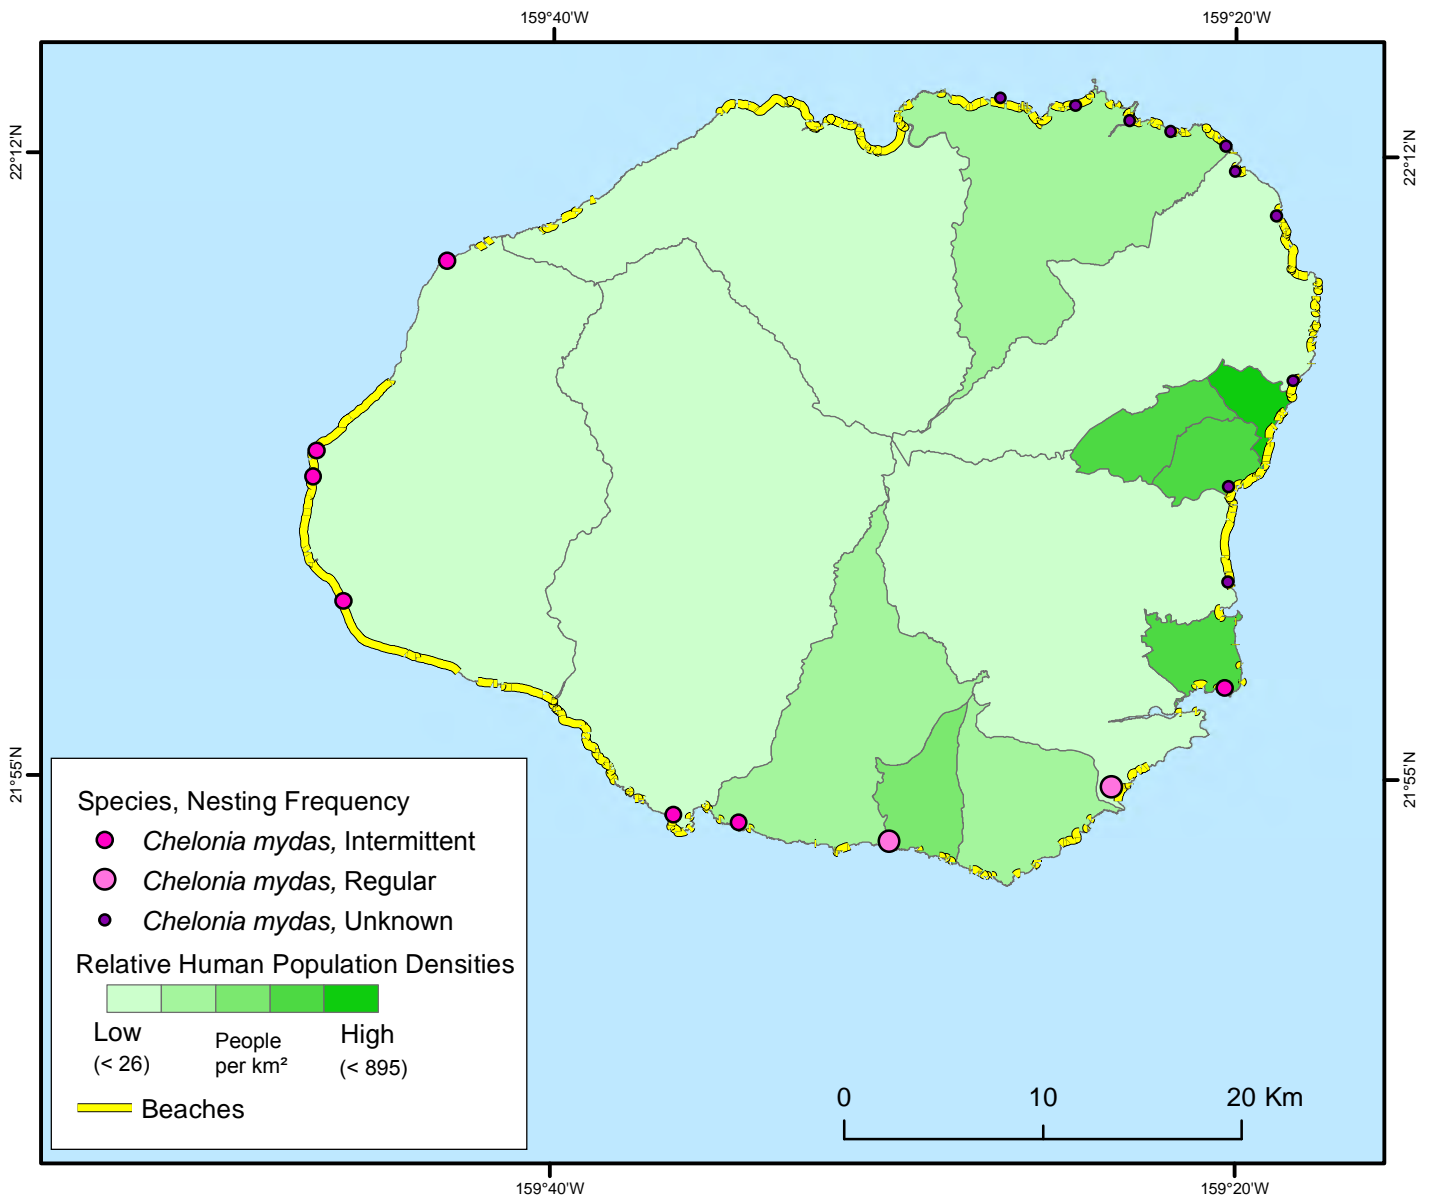 159°40'W
159°20'W
22°12'N
22°12'N
21°55'N
21°55'N
Species, Nesting Frequency
Chelonia mydas, Intermittent
Chelonia mydas, Regular
Chelonia mydas, Unknown
Relative Human Population Densities
Low
People
High
(< 26)
per km²
(< 895)
Beaches
0
10
20 Km
159°40'W
159°20'W